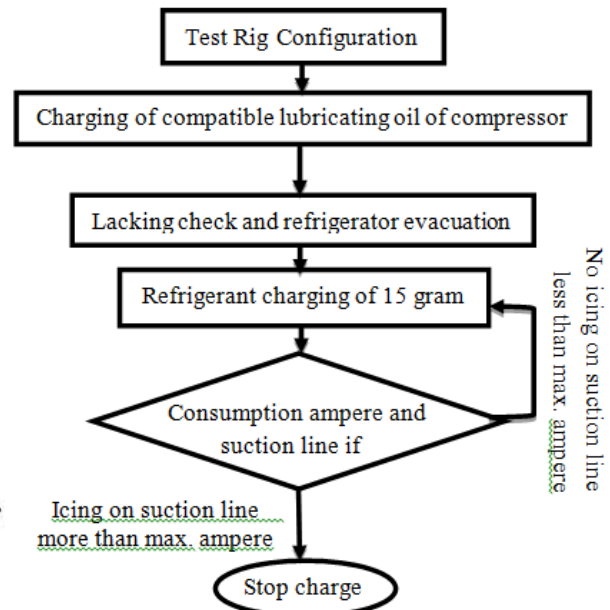 Test Rig Configuration
Charging of compatible lubricating oil of compressor
Lacking check and refrigerator evacuation
Refrigerant charging of 15 gram
No icing on suction line
less than max. ampere
Consumption ampere and
suction line if
Icing on suction line
more than max. ampere
Stop charge